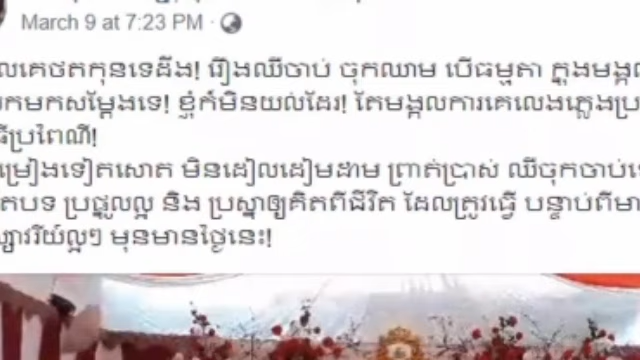 March 9 at 7:23 PM ·
លគេថតកុនទេដឹង! រឿងឈឺចាប់ ចុកឈាម បើធម្មតា ក្នុងមង្គល
កមកសម្ដែងទេ! ខ្ញុំក៏មិនយល់ដែរ! តែមង្គលការគេលេងភ្លេងប្រ
ធីប្រពៃណី!
ម្រៀងទៀតសោត មិនដៀលដៀមដាម ព្រាត់ប្រាស់ ឈឺចុកចាប់
តបទ ប្រផ្នូលល្អ និង ប្រស្នាឲ្យគិតពីជីវិត ដែលត្រូវធ្វើ បន្ទាប់ពីមា
ស្សាវរីយ៍ល្អៗ មុនមានថ្ងៃនេះ!